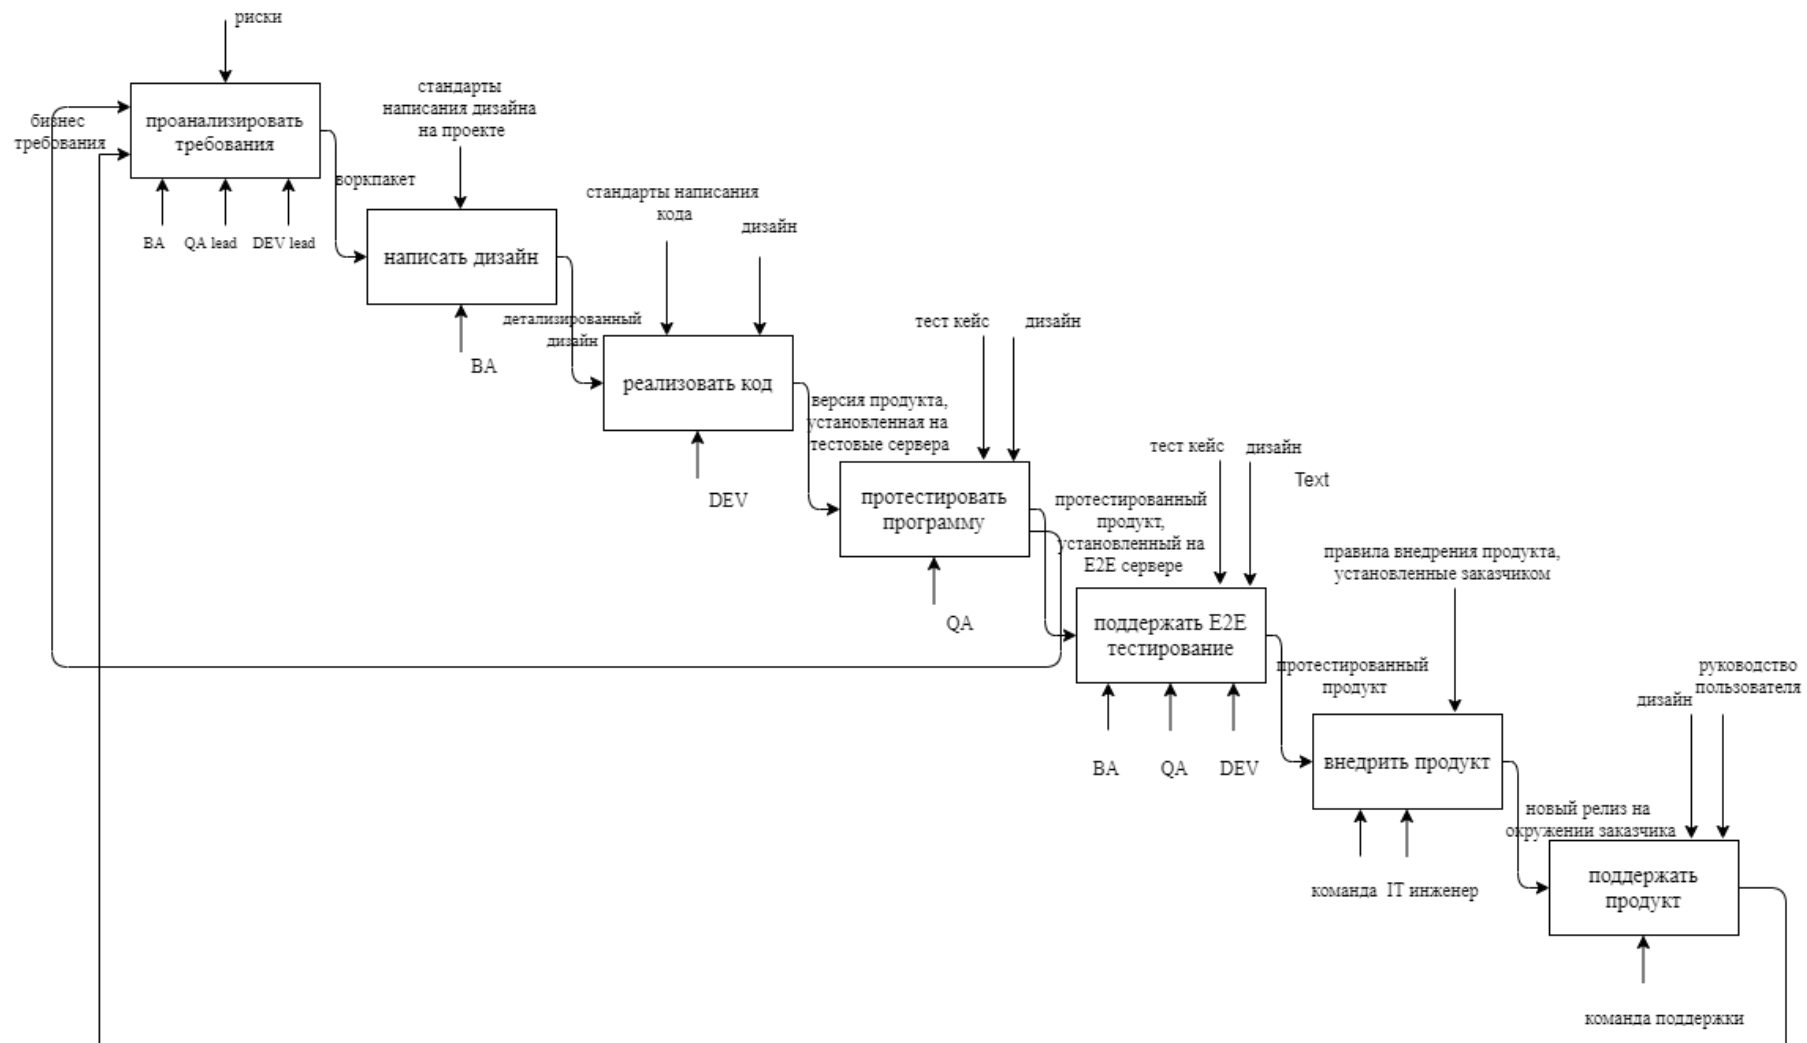 риски
проанализировать
требования
бизнес
требования
BA
QA lead
DEV lead
воркпакет
стандарты
написания дизайна
на проекте
написать дизайн
BA
детализированный
дизайн
стандарты написания
кода
дизайн
реализовать код
DEV
версия продукта,
установленная на
тестовые сервера
тест кейс
дизайн
протестировать
программу
QA
протестированный
продукт,
установленный на
E2E сервере
тест кейс
дизайн
Text
поддержать E2E
тестирование
BA
QA
DEV
протестированный
продукт
правила внедрения продукта,
установленные заказчиком
внедрить продукт
команда
IT инженер
новый релиз на
окружении заказчика
дизайн
руководство
пользователя
поддержать
продукт
команда поддержки